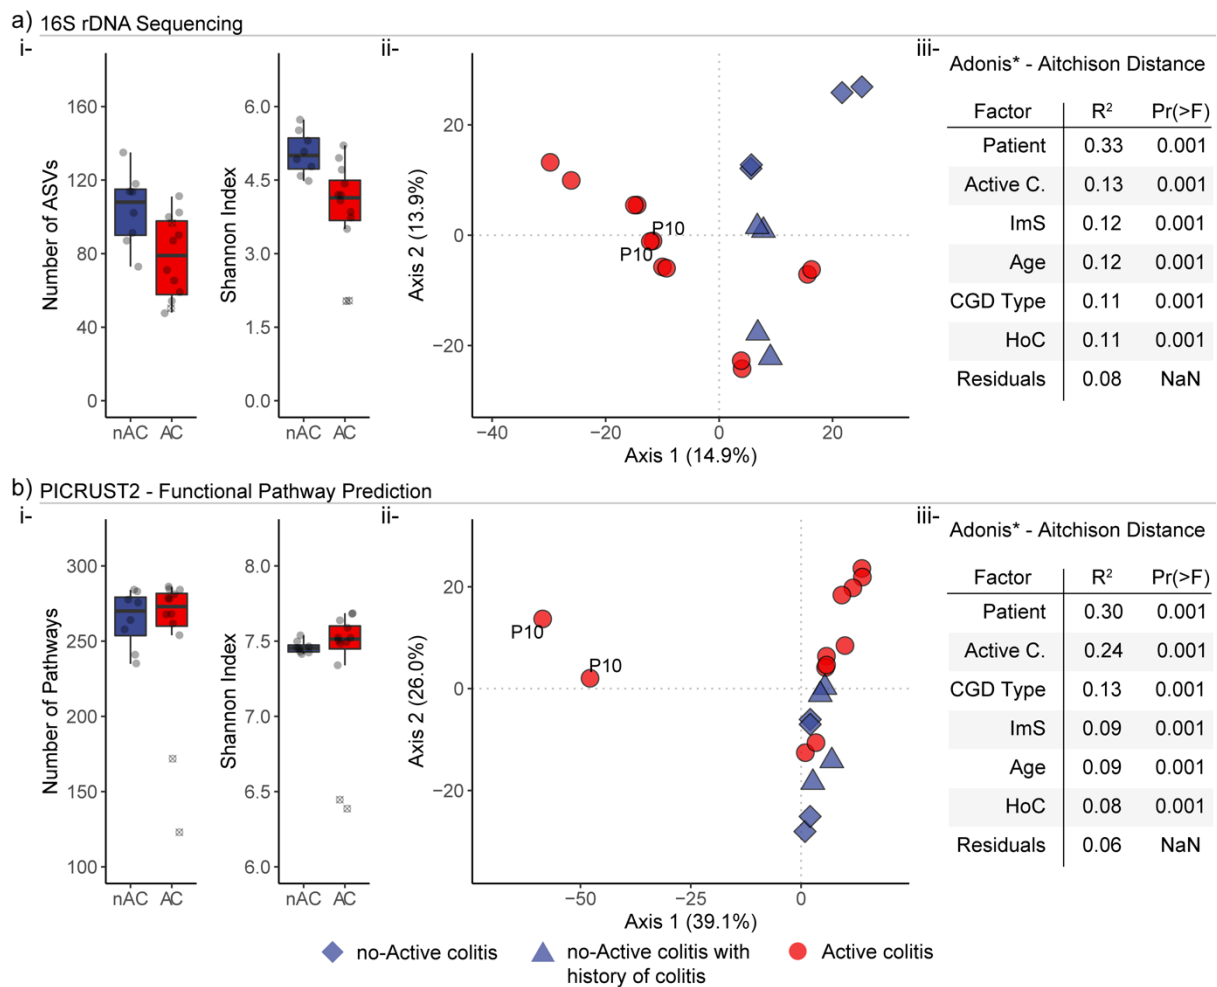 a) 16S rDNA Sequencing
i-
ii-
iii-
Number of ASVs
160
120
80
40
0
nAC AC
Shannon Index
6.0
4.5
3.0
1.5
0.0
nAC AC
Axis 2 (13.9%)
20
0
−20
P10
P10
−40
−20
0
20
Axis 1 (14.9%)
Adonis* - Aitchison Distance
Factor R² Pr(>F)
Patient 0.33 0.001
Active C. 0.13 0.001
ImS 0.12 0.001
Age 0.12 0.001
CGD Type 0.11 0.001
HoC 0.11 0.001
Residuals 0.08 NaN
b) PICRUST2 - Functional Pathway Prediction
i-
ii-
iii-
Number of Pathways
300
250
200
150
100
nAC AC
Shannon Index
8.0
7.5
7.0
6.5
6.0
nAC AC
Axis 2 (26.0%)
20
0
−20
P10
P10
−50
−25
0
Axis 1 (39.1%)
Adonis* - Aitchison Distance
Factor R² Pr(>F)
Patient 0.30 0.001
Active C. 0.24 0.001
CGD Type 0.13 0.001
ImS 0.09 0.001
Age 0.09 0.001
HoC 0.08 0.001
Residuals 0.06 NaN
no-Active colitis
no-Active colitis with
history of colitis
Active colitis